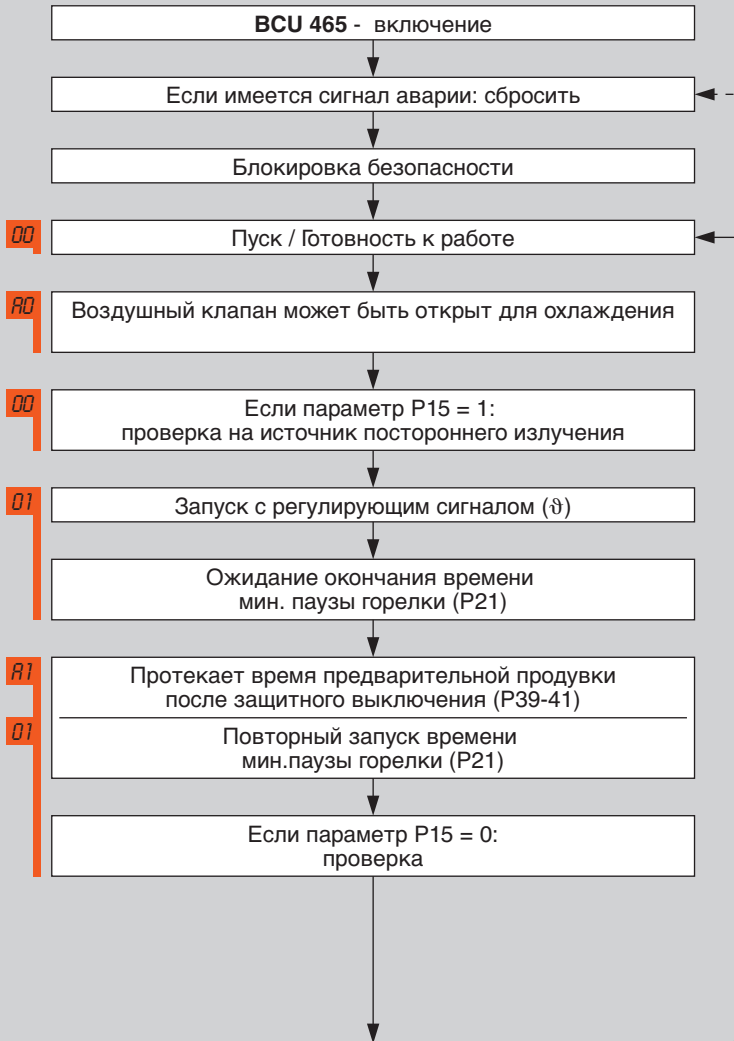 BCU 465 - включение
Если имеется сигнал аварии: сбросить
Блокировка безопасности
00
Пуск / Готовность к работе
A0
Воздушный клапан может быть открыт для охлаждения
00
Если параметр P15 = 1:
проверка на источник постороннего излучения
01
Запуск с регулирующим сигналом (ϑ)
Ожидание окончания времени
мин. паузы горелки (P21)
A1
Протекает время предварительной продувки
после защитного выключения (P39-41)
01
Повторный запуск времени
мин.паузы горелки (P21)
Если параметр P15 = 0:
проверка